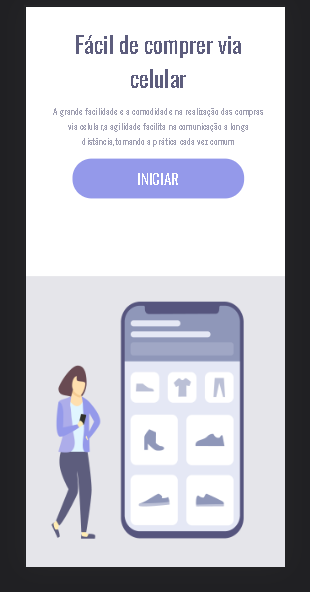 Fácil de comprer via
celular
A grande facilidade e a comodidade na realização das compras
via celular,a agilidade facilita na comunicação a longa
distância,tornando a prática cada vez comum
INICIAR